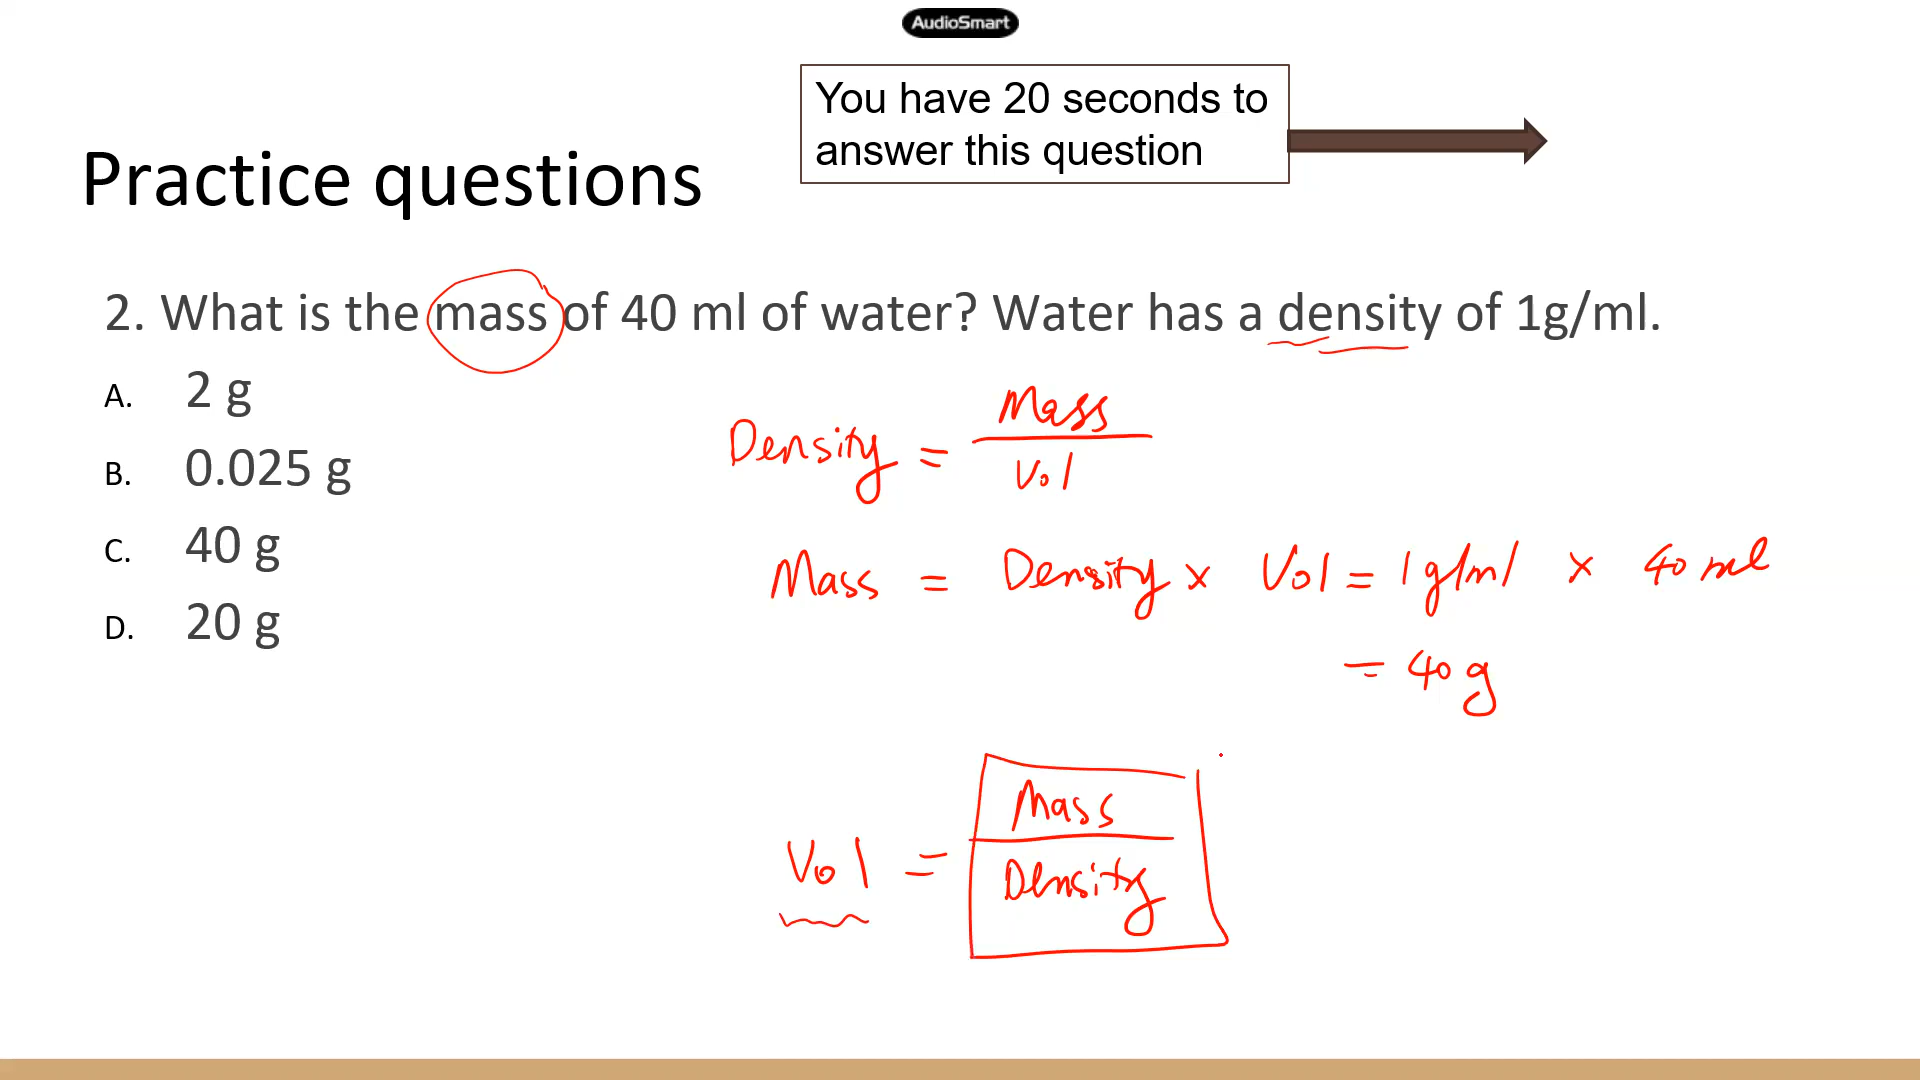 AudioSmart
You have 20 seconds to
answer this question
Practice questions
2. What is the mass of 40 ml of water? Water has a density of 1g/ml.
A. 2 g
B. 0.025 g
C. 40 g
D. 20 g
Density = Mass / Vol
Mass = Density × Vol = 1 g/ml × 40 ml
= 40 g
Vol = Mass / Density